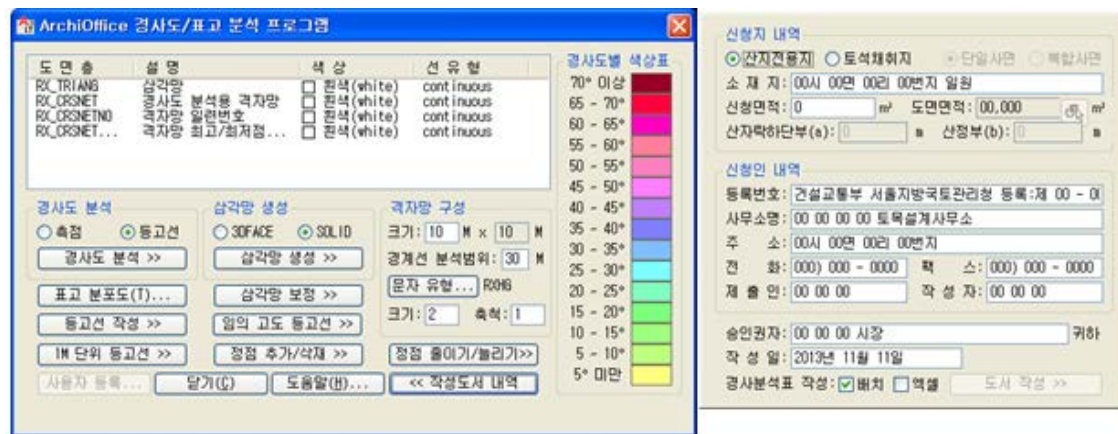 ArchiOffice 경사도/표고 분석 프로그램
도 면 층 설 명 색 상 선 유 형
RX_TRIANG 삼각망 흰색(white) continuous
RX_CRSNET 경사도 분석용 격자망 흰색(white) continuous
RX_CRSNETNO 격자망 일련번호 흰색(white) continuous
RX_CRSNET... 격자망 최고/최저점... 흰색(white) continuous
경사도 분석
측점 등고선
경사도 분석 >>
삼각망 생성
3DFACE SOLID
삼각망 생성 >>
격자망 구성
크기: 10 M x 10 M
경계선 분석범위: 30 M
문자 유형... RXHG
크기: 2 축척: 1
표고 분포도(T)... 삼각망 보정 >>
등고선 작성 >> 임의 고도 등고선 >>
1M 단위 등고선 >> 정점 추가/삭제 >> 정점 줄이기/늘리기>>
사용자 등록... 닫기(C) 도움말(H)... << 작성도서 내역
경사도별 색상표
70° 이상
65 - 70°
60 - 65°
55 - 60°
50 - 55°
45 - 50°
40 - 45°
35 - 40°
30 - 35°
25 - 30°
20 - 25°
15 - 20°
10 - 15°
5 - 10°
5° 미만
신청지 내역
산지전용지 토석채취지 단일사면 복합사면
소 재 지: 00시 00면 00리 00번지 일원
신청면적: 0 m² 도면면적: 00,000 m²
산자락하단부(a): 0 m 산정부(b): 0 m
신청인 내역
등록번호: 건설교통부 서울지방국토관리청 등록:제 00 - 0
사무소명: 00 00 00 00 토목설계사무소
주 소: 00시 00면 00리 00번지
전 화: 000) 000 - 0000 팩 스: 000) 000 - 0000
제 출 인: 00 00 00 작 성 자: 00 00 00
승인권자: 00 00 00 시장 귀하
작 성 일: 2013년 11월 11일
경사분석표 작성: 배치 엑셀 도서 작성 >>